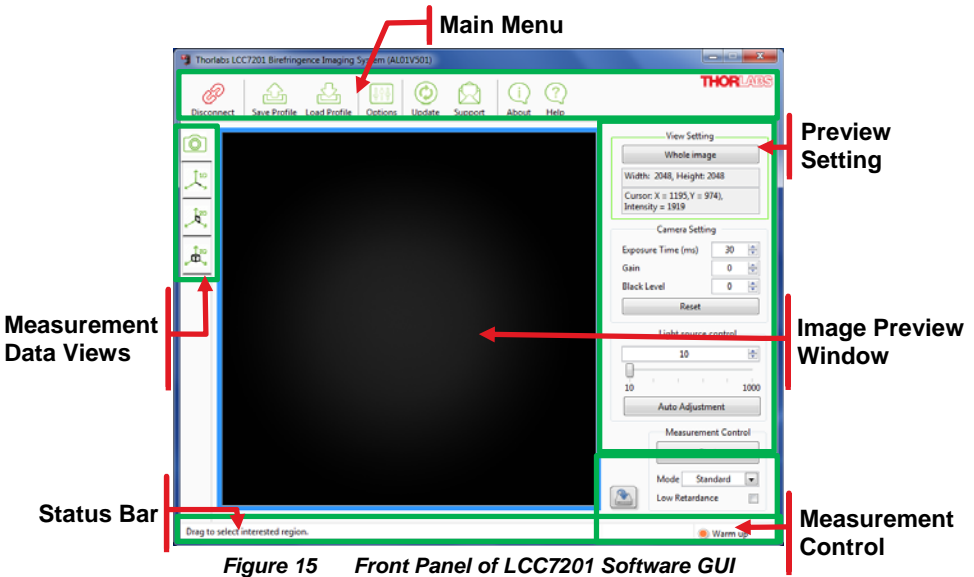 Main Menu
Thorlabs LCC7201 Birefringence Imaging System (AL01V501)
THORLABS
Disconnect Save Profile Load Profile Options Update Support About Help
View Setting
Whole image
Width: 2048, Height: 2048
Cursor: X = 1195,Y = 974),
Intensity = 1919
Preview
Setting
1D
2D
3D
Camera Setting
Exposure Time (ms) 30
Gain 0
Black Level 0
Reset
Measurement
Data Views
Image Preview
Window
Light source control
10
10 1000
Auto Adjustment
Measurement Control
Mode Standard
Low Retardance
Status Bar
Drag to select interested region.
Warm up
Measurement
Control
Figure 15 Front Panel of LCC7201 Software GUI